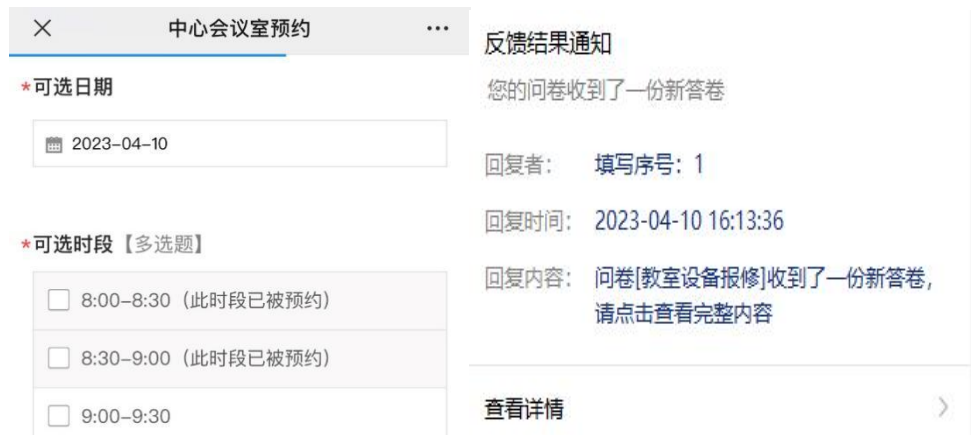 中心会议室预约
*可选日期
2023-04-10
*可选时段【多选题】
8:00-8:30（此时段已被预约）
8:30-9:00（此时段已被预约）
9:00-9:30
反馈结果通知
您的问卷收到了一份新答卷
回复者： 填写序号：1
回复时间： 2023-04-10 16:13:36
回复内容： 问卷[教室设备报修]收到了一份新答卷，
请点击查看完整内容
查看详情